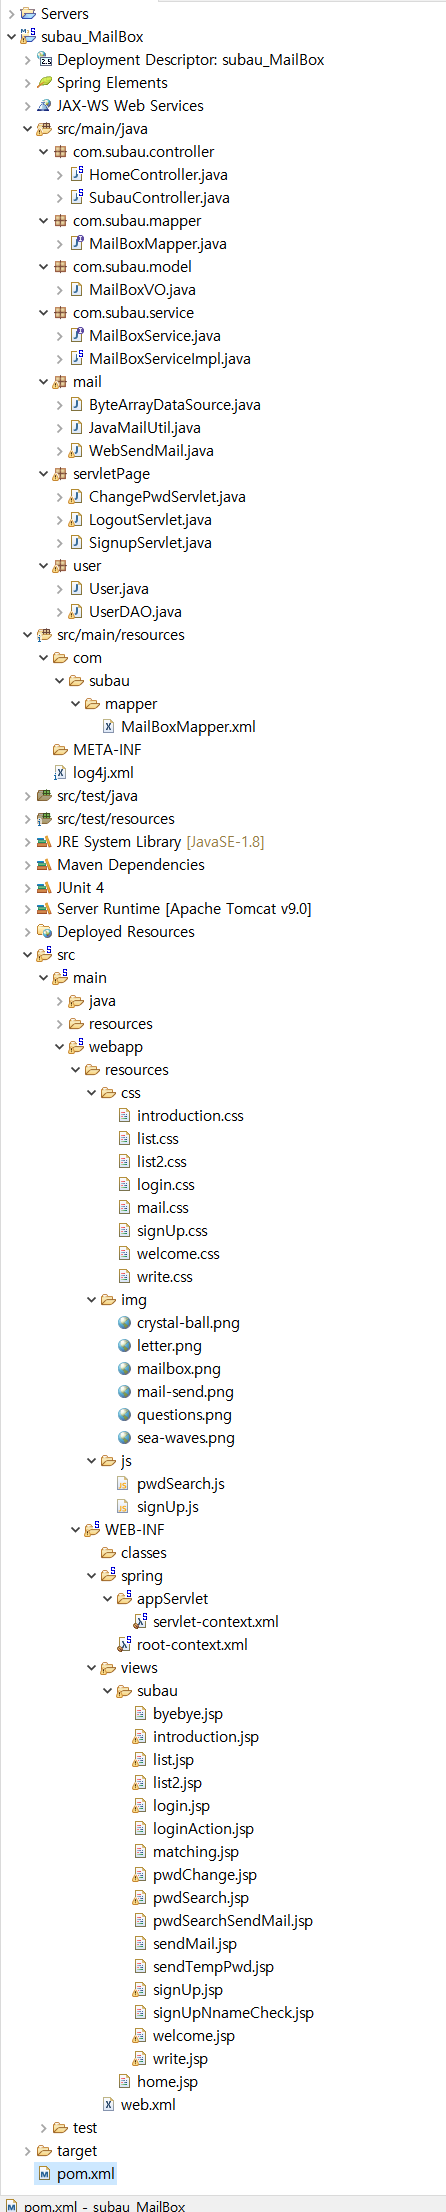 Servers
subau_MailBox
Deployment Descriptor: subau_MailBox
Spring Elements
JAX-WS Web Services
src/main/java
com.subau.controller
HomeController.java
SubauController.java
com.subau.mapper
MailBoxMapper.java
com.subau.model
MailBoxVO.java
com.subau.service
MailBoxService.java
MailBoxServiceImpl.java
mail
ByteArrayDataSource.java
JavaMailUtil.java
WebSendMail.java
servletPage
ChangePwdServlet.java
LogoutServlet.java
SignupServlet.java
user
User.java
UserDAO.java
src/main/resources
com
subau
mapper
MailBoxMapper.xml
META-INF
log4j.xml
src/test/java
src/test/resources
JRE System Library [JavaSE-1.8]
Maven Dependencies
JUnit 4
Server Runtime [Apache Tomcat v9.0]
Deployed Resources
src
main
java
resources
webapp
resources
css
introduction.css
list.css
list2.css
login.css
mail.css
signUp.css
welcome.css
write.css
img
crystal-ball.png
letter.png
mailbox.png
mail-send.png
questions.png
sea-waves.png
js
pwdSearch.js
signUp.js
WEB-INF
classes
spring
appServlet
servlet-context.xml
root-context.xml
views
subau
byebye.jsp
introduction.jsp
list.jsp
list2.jsp
login.jsp
loginAction.jsp
matching.jsp
pwdChange.jsp
pwdSearch.jsp
pwdSearchSendMail.jsp
sendMail.jsp
sendTempPwd.jsp
signUp.jsp
signUpNnameCheck.jsp
welcome.jsp
write.jsp
home.jsp
web.xml
test
target
pom.xml
pom.xml - subau_MailBox